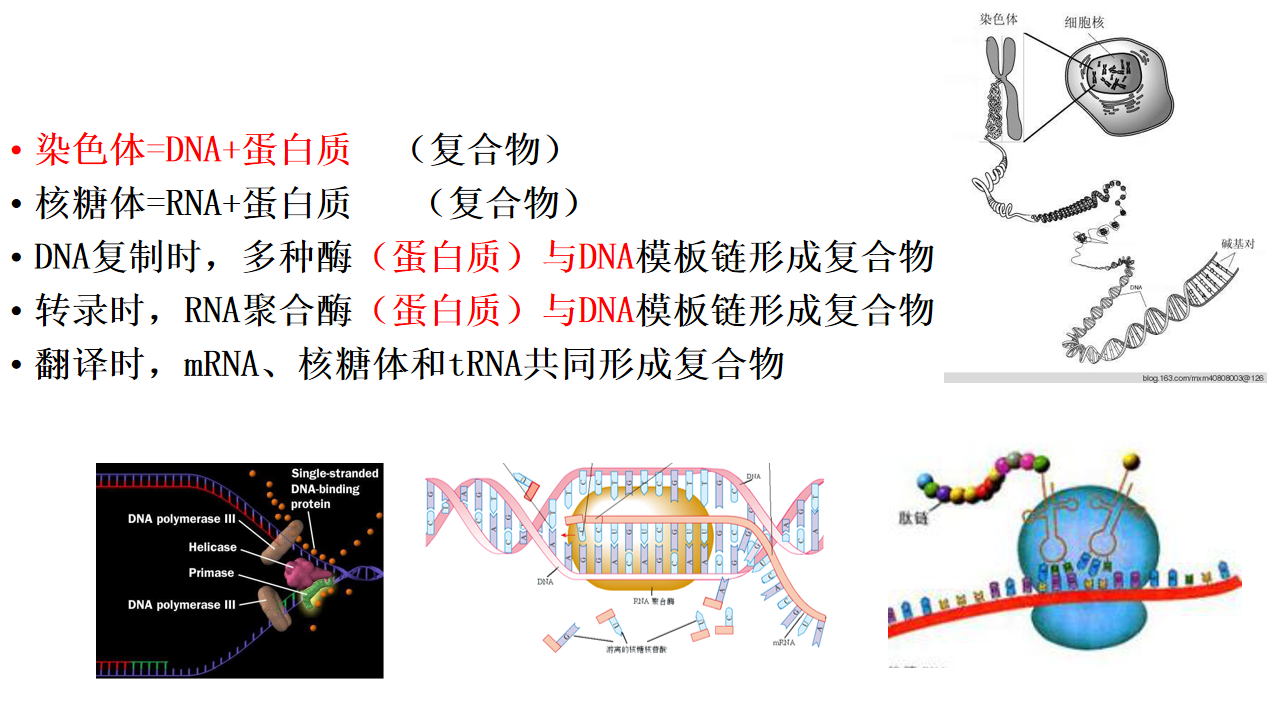 染色体
细胞核
• 染色体=DNA+蛋白质 （复合物）
• 核糖体=RNA+蛋白质 （复合物）
• DNA复制时，多种酶（蛋白质）与DNA模板链形成复合物
• 转录时，RNA聚合酶（蛋白质）与DNA模板链形成复合物
• 翻译时，mRNA、核糖体和tRNA共同形成复合物
碱基对
DNA
blog.163.com/mxm40808003@126
Single-stranded
DNA-binding
protein
DNA polymerase III
Helicase
Primase
DNA polymerase III
DNA
DNA
RNA 聚合酶
游离的核糖核苷酸
mRNA
肽链